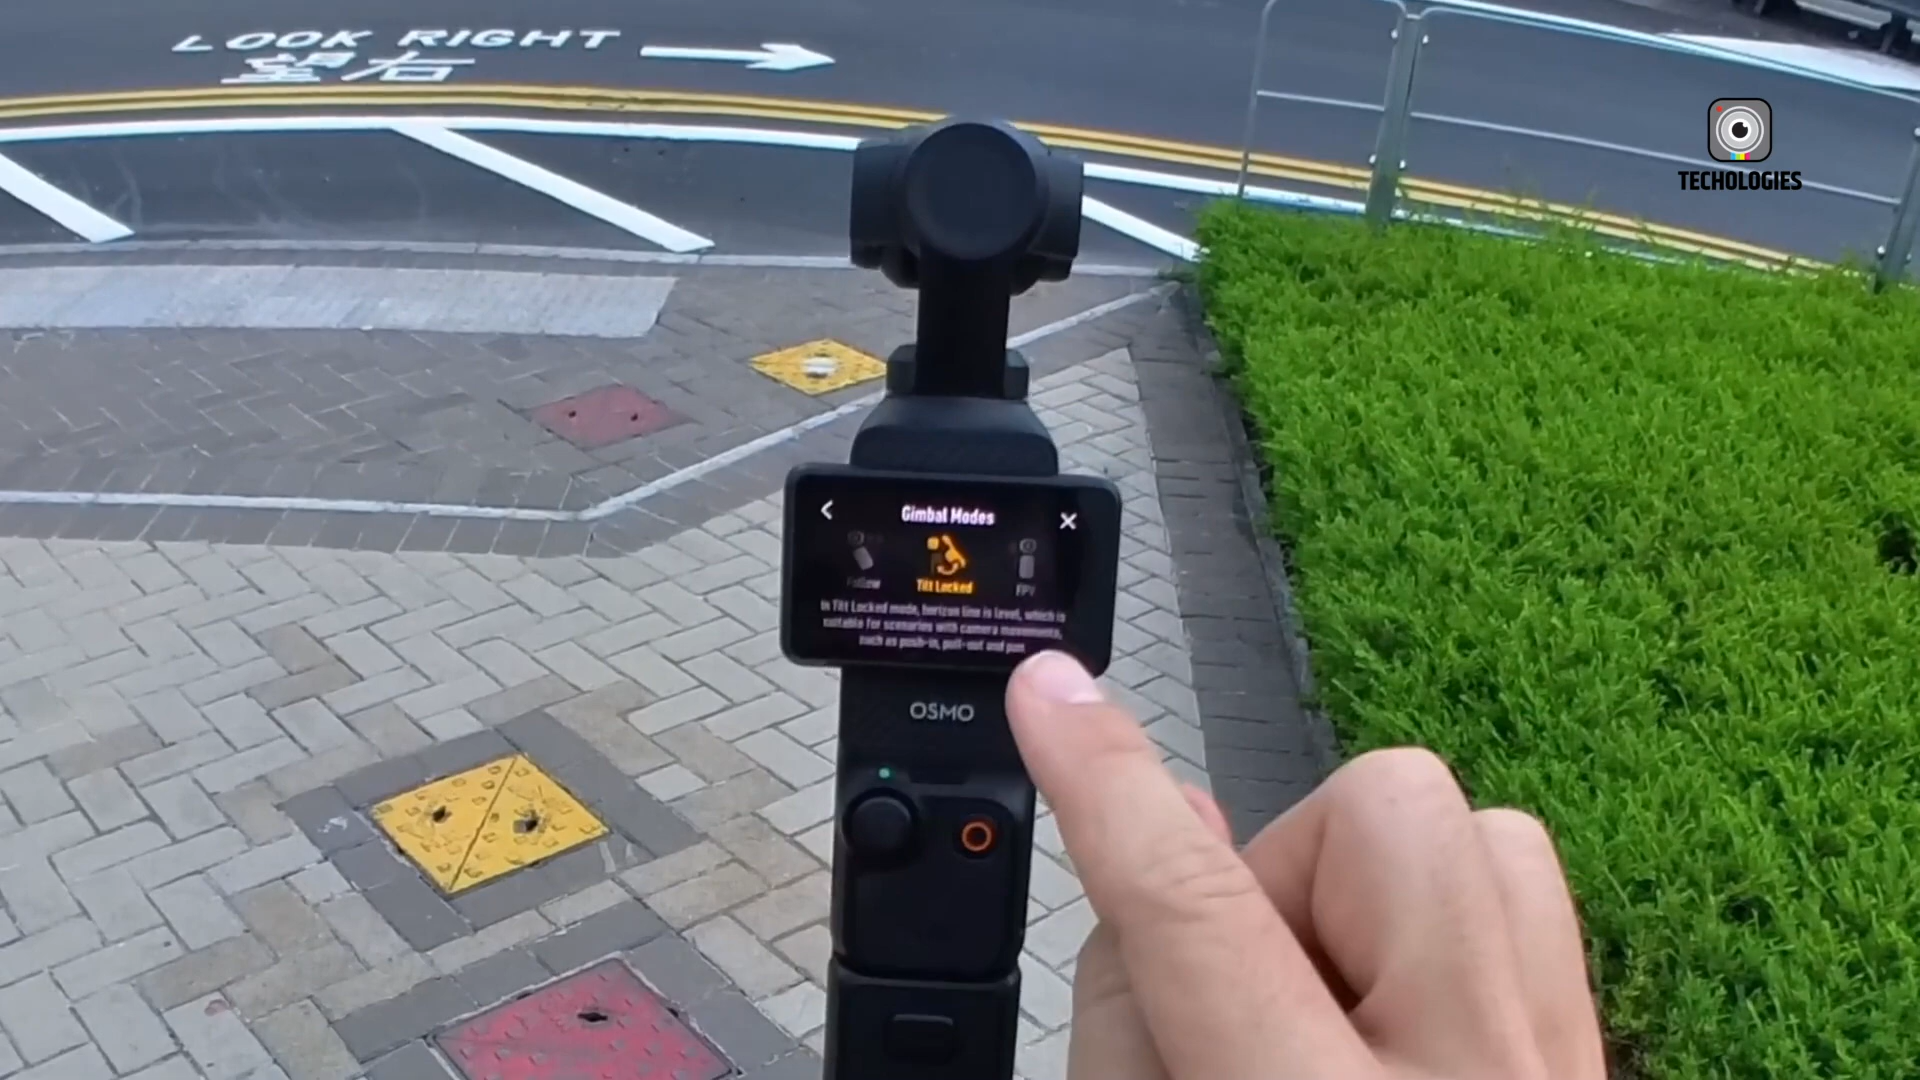 LOOK RIGHT
望右
TECHOLOGIES
Gimbal Modes
Follow
Tilt Locked
FPV
In Tilt Locked mode, horizon line is level, which is
suitable for scenarios with camera movements,
such as push-in, pull-out and pan
OSMO